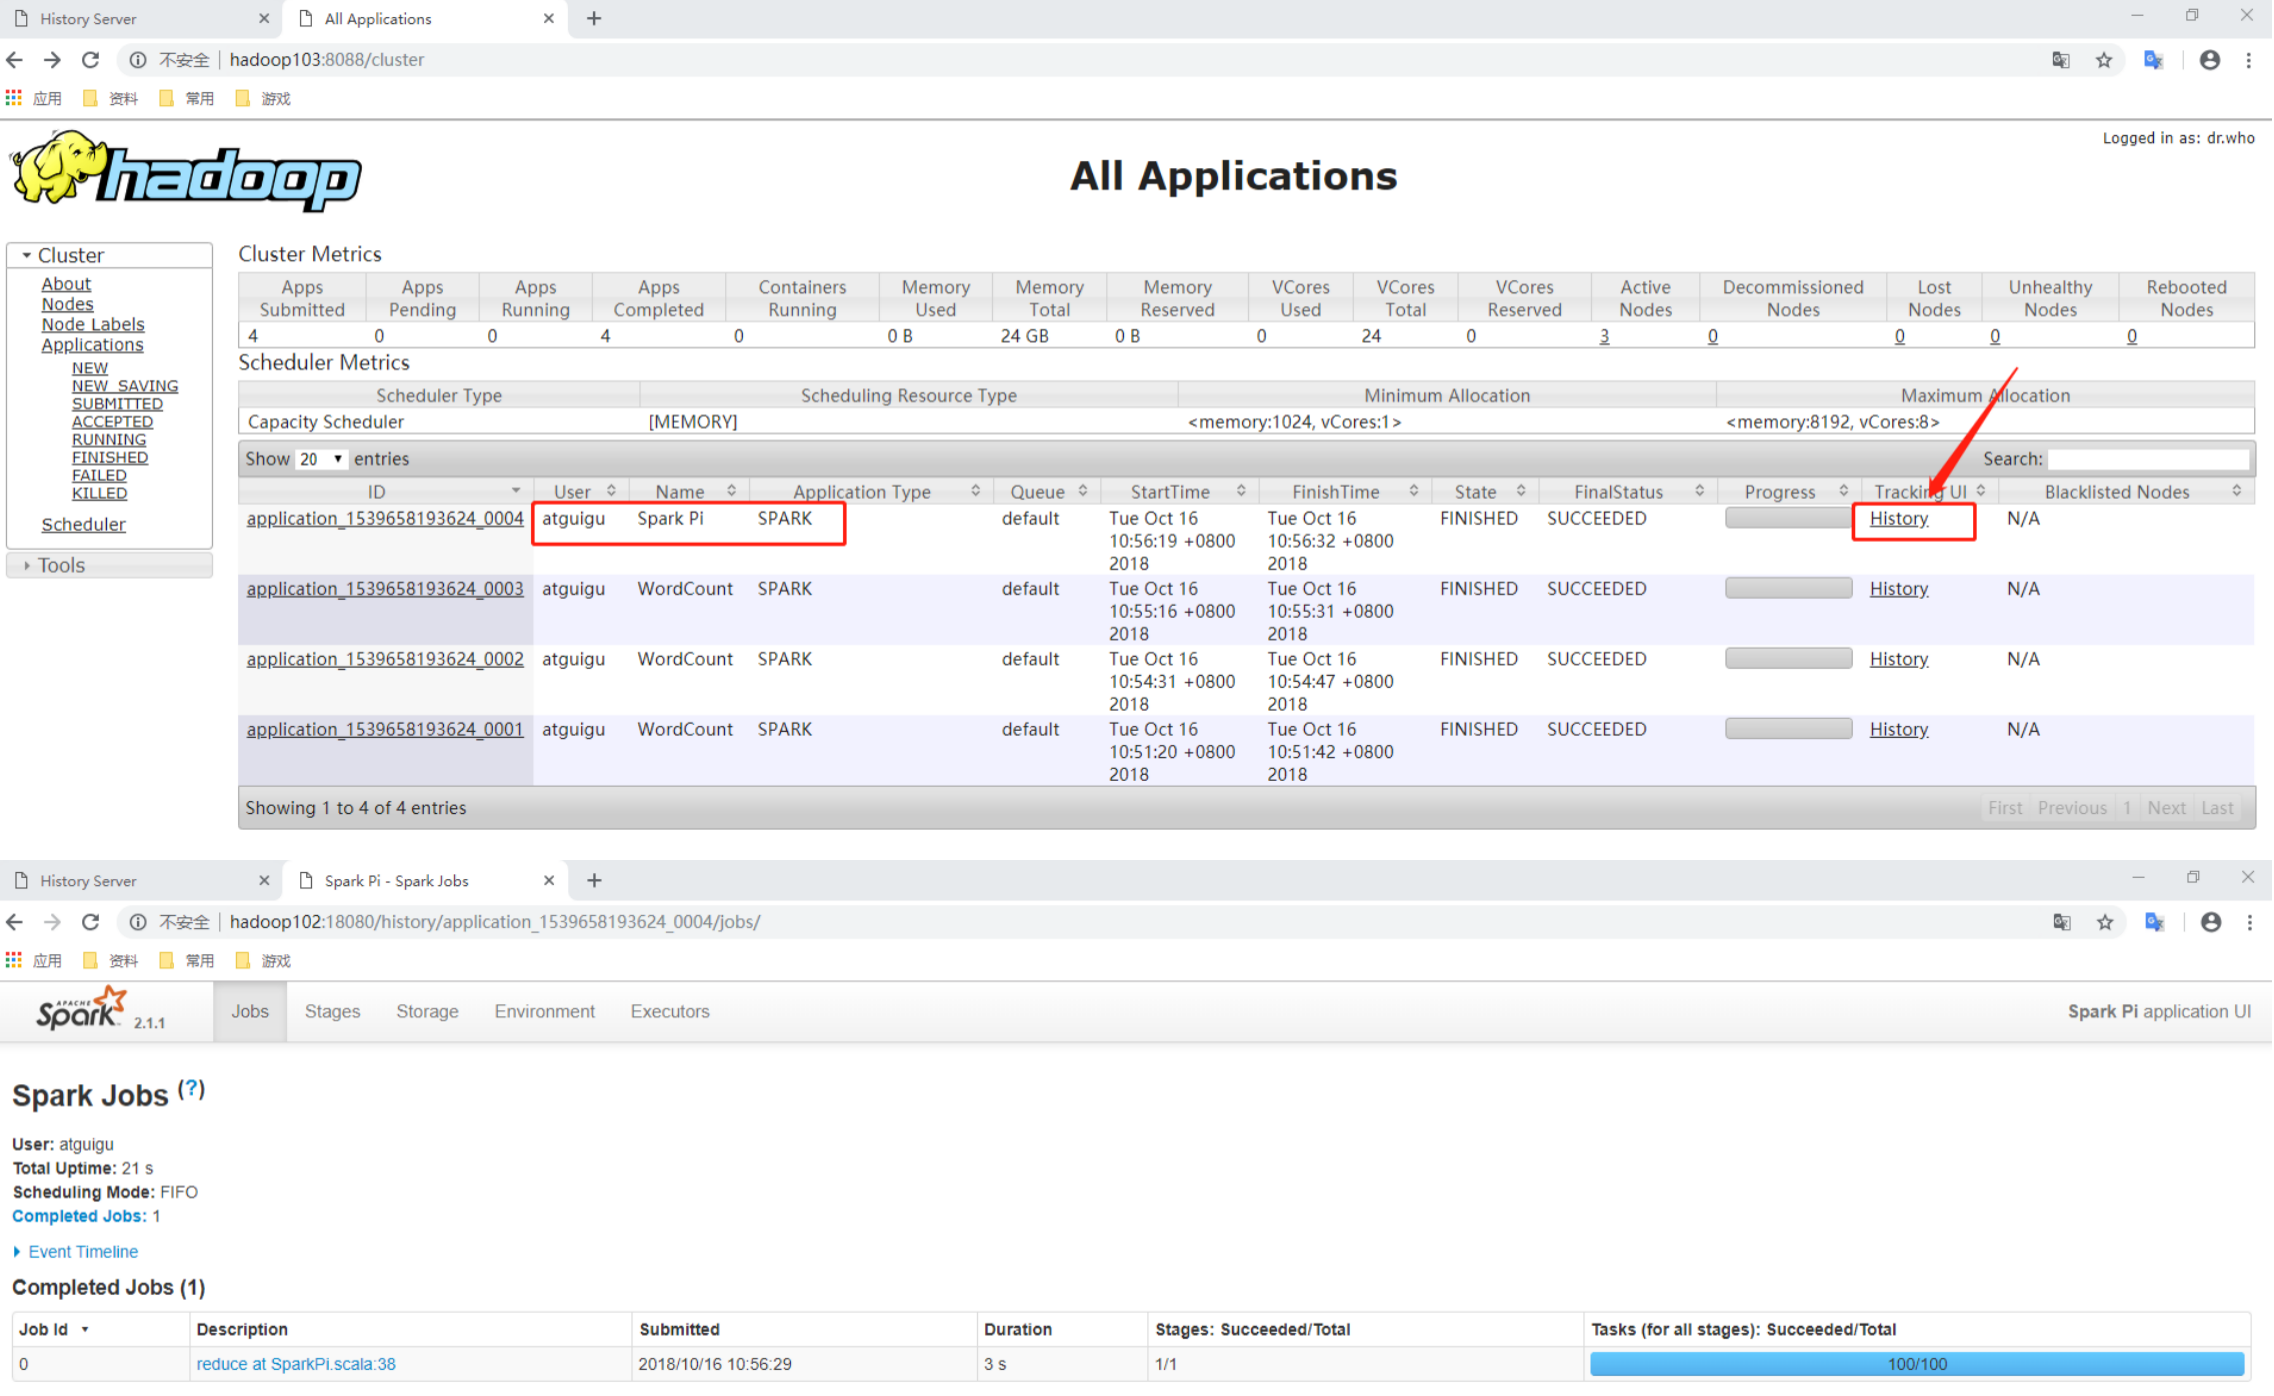 History Server
All Applications
不安全 hadoop103:8088/cluster
应用 资料 常用 游戏
hadoop
All Applications
Logged in as: dr.who
Cluster
About
Nodes
Node Labels
Applications
NEW
NEW_SAVING
SUBMITTED
ACCEPTED
RUNNING
FINISHED
FAILED
KILLED
Scheduler
Tools
Cluster Metrics
Apps Submitted Apps Pending Apps Running Apps Completed Containers Running Memory Used Memory Total Memory Reserved VCores Used VCores Total VCores Reserved Active Nodes Decommissioned Nodes Lost Nodes Unhealthy Nodes Rebooted Nodes
4 0 0 4 0 0 B 24 GB 0 B 0 24 0 3 0 0 0 0
Scheduler Metrics
Scheduler Type Scheduling Resource Type Minimum Allocation Maximum Allocation
Capacity Scheduler [MEMORY] <memory:1024, vCores:1> <memory:8192, vCores:8>
Show 20 entries Search:
ID User Name Application Type Queue StartTime FinishTime State FinalStatus Progress Tracking UI Blacklisted Nodes
application_1539658193624_0004 atguigu Spark Pi SPARK default Tue Oct 16 10:56:19 +0800 2018 Tue Oct 16 10:56:32 +0800 2018 FINISHED SUCCEEDED History N/A
application_1539658193624_0003 atguigu WordCount SPARK default Tue Oct 16 10:55:16 +0800 2018 Tue Oct 16 10:55:31 +0800 2018 FINISHED SUCCEEDED History N/A
application_1539658193624_0002 atguigu WordCount SPARK default Tue Oct 16 10:54:31 +0800 2018 Tue Oct 16 10:54:47 +0800 2018 FINISHED SUCCEEDED History N/A
application_1539658193624_0001 atguigu WordCount SPARK default Tue Oct 16 10:51:20 +0800 2018 Tue Oct 16 10:51:42 +0800 2018 FINISHED SUCCEEDED History N/A
Showing 1 to 4 of 4 entries First Previous 1 Next Last
History Server
Spark Pi - Spark Jobs
不安全 hadoop102:18080/history/application_1539658193624_0004/jobs/
应用 资料 常用 游戏
APACHE Spark 2.1.1 Jobs Stages Storage Environment Executors Spark Pi application UI
Spark Jobs (?)
User: atguigu
Total Uptime: 21 s
Scheduling Mode: FIFO
Completed Jobs: 1
Event Timeline
Completed Jobs (1)
Job Id Description Submitted Duration Stages: Succeeded/Total Tasks (for all stages): Succeeded/Total
0 reduce at SparkPi.scala:38 2018/10/16 10:56:29 3 s 1/1 100/100